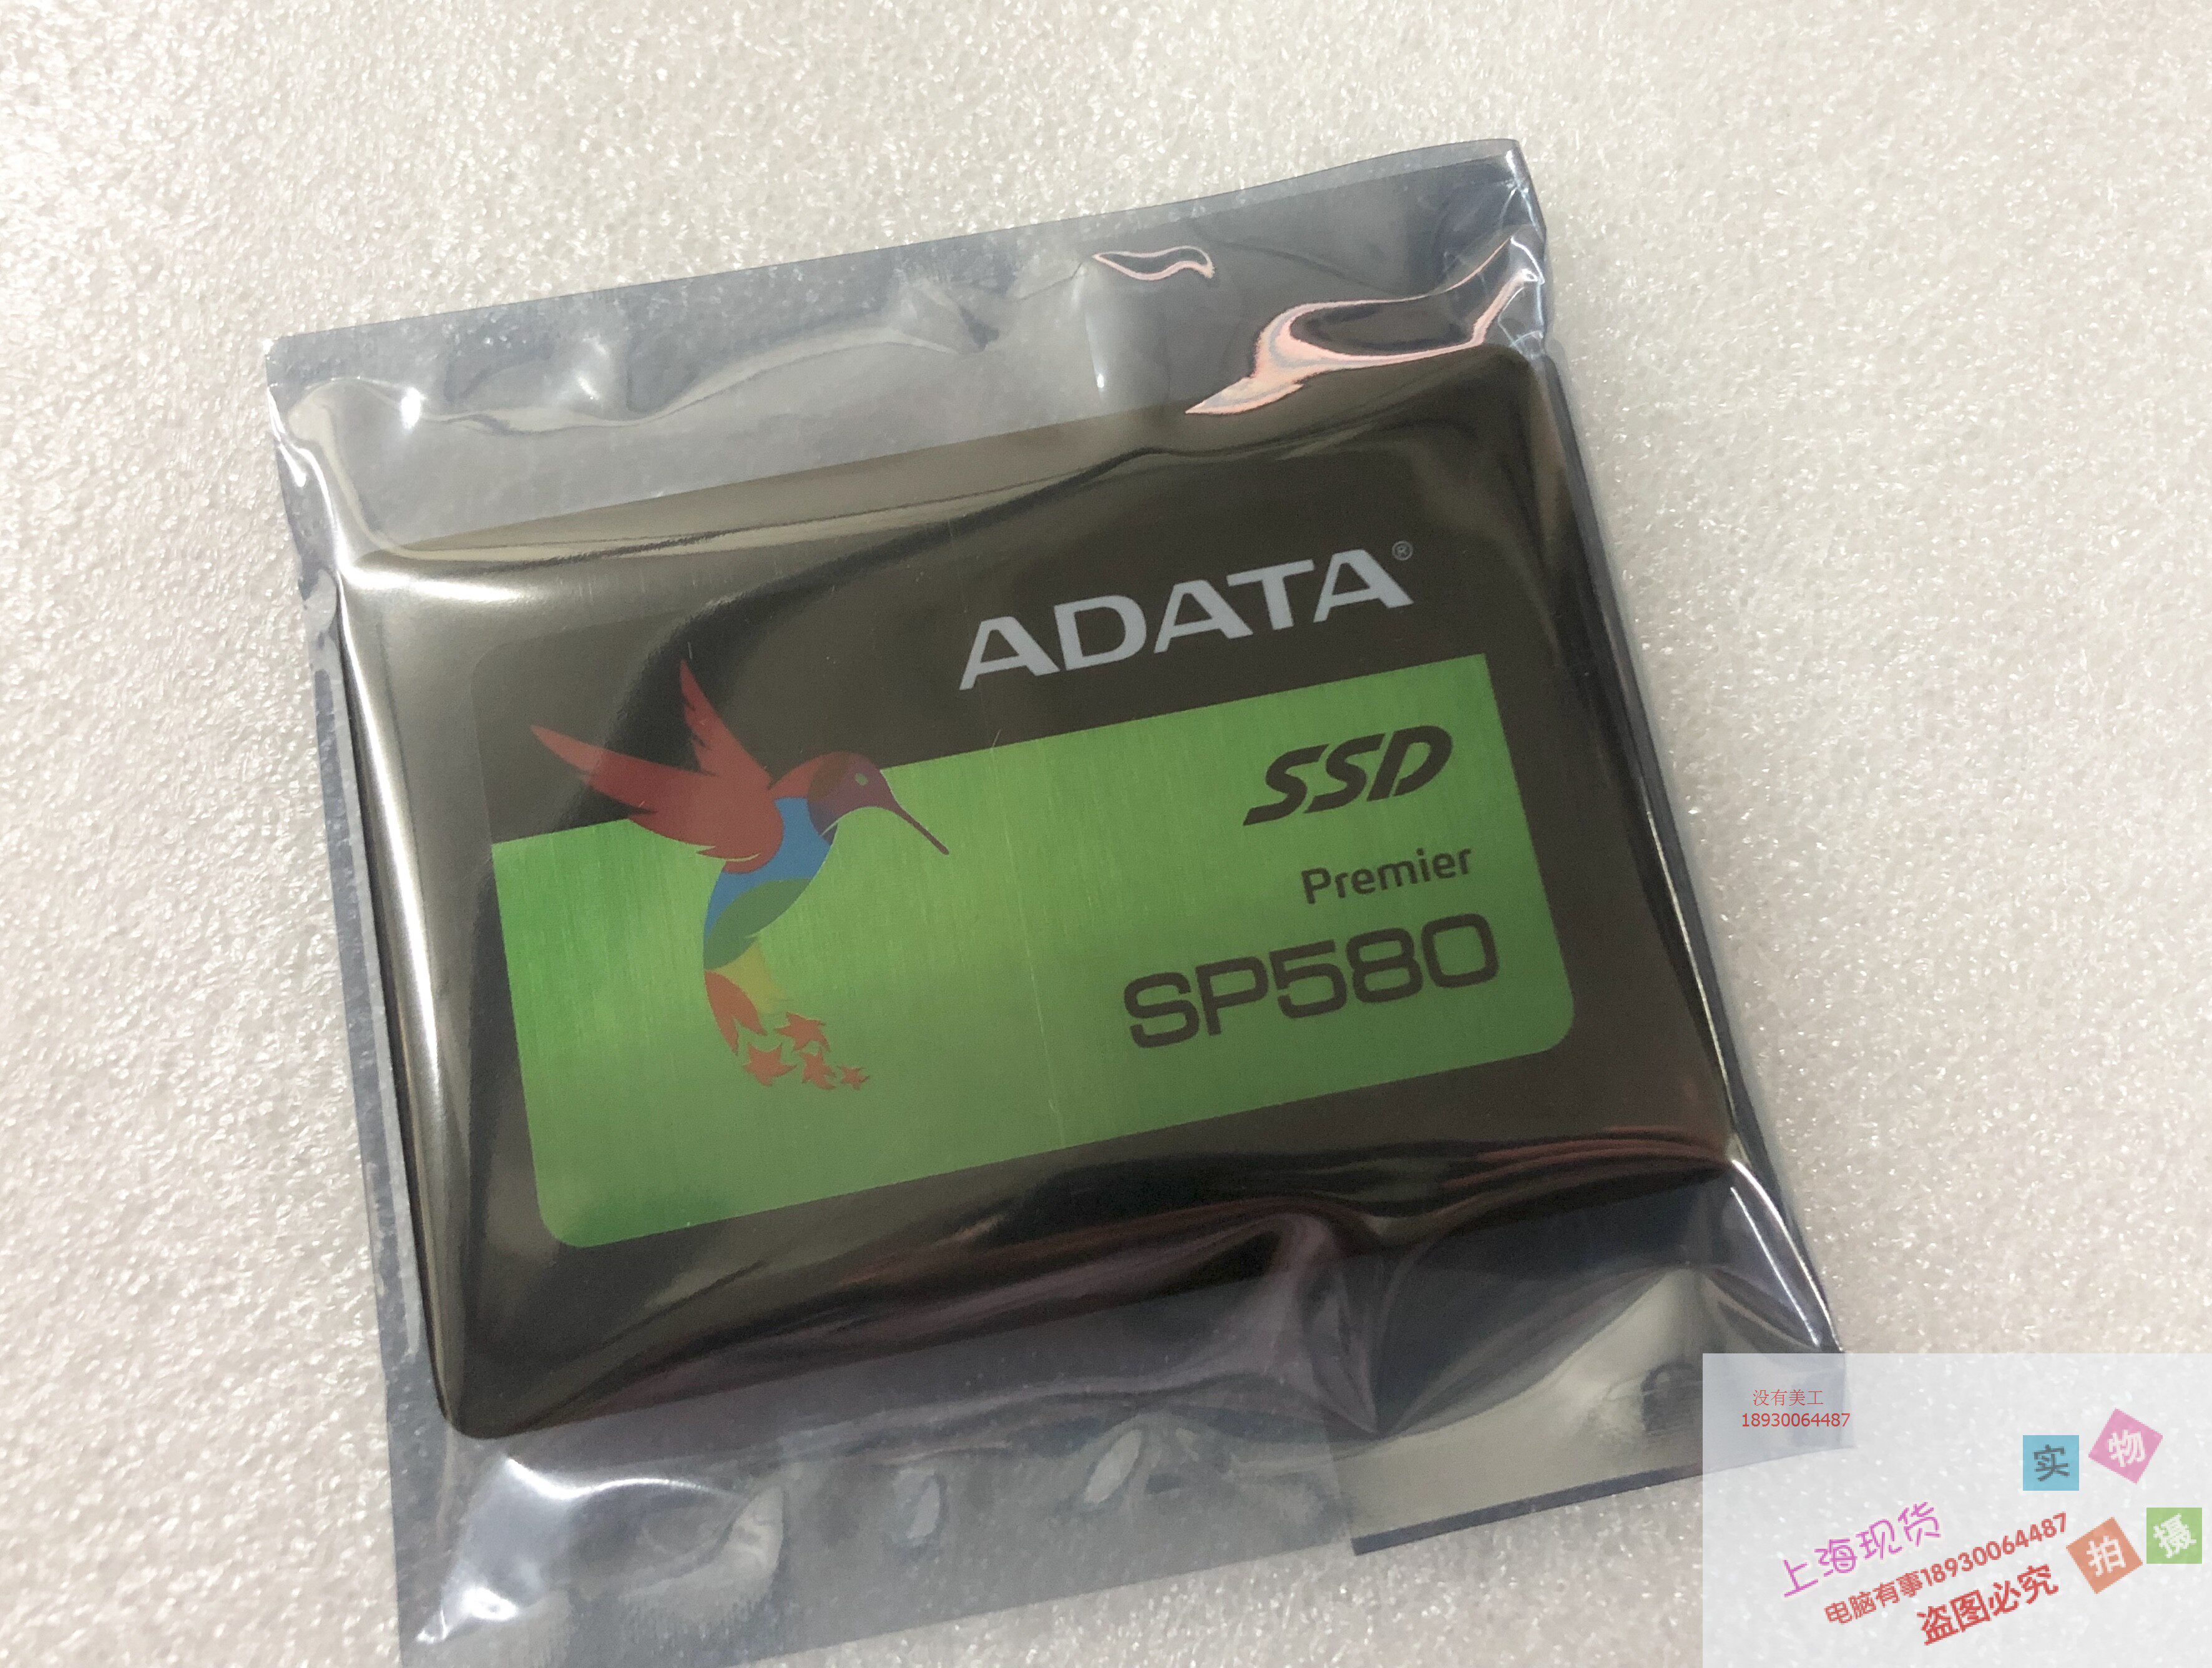 ADATA®
SSD
Premier
SP580
没有美工
18930064487
实物
拍摄
上海现货
电脑有事18930064487
盗图必究